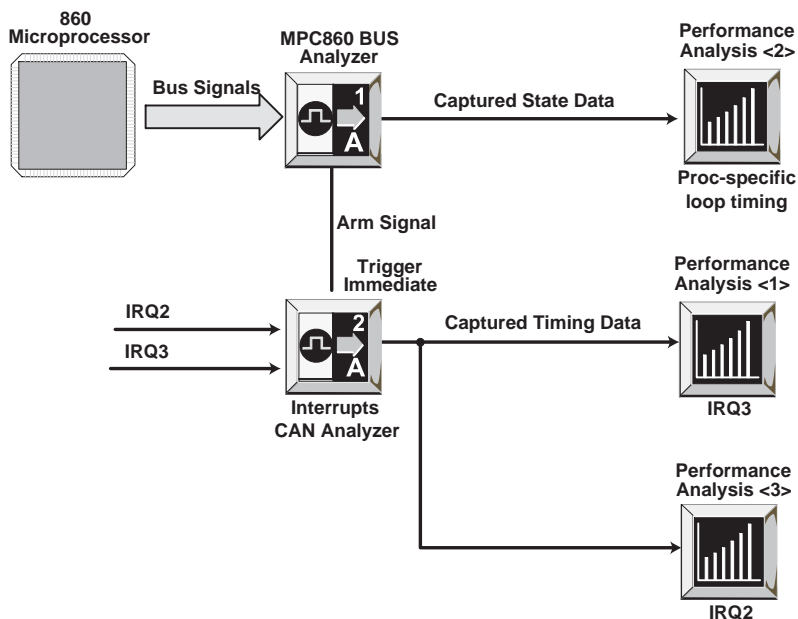 860
Microprocessor
MPC860 BUS
Analyzer
Performance
Analysis <2>
Bus Signals
1
A
Captured State Data
Proc-specific
loop timing
Arm Signal
Trigger
Immediate
Performance
Analysis <1>
IRQ2
IRQ3
2
A
Captured Timing Data
Interrupts
CAN Analyzer
IRQ3
Performance
Analysis <3>
IRQ2